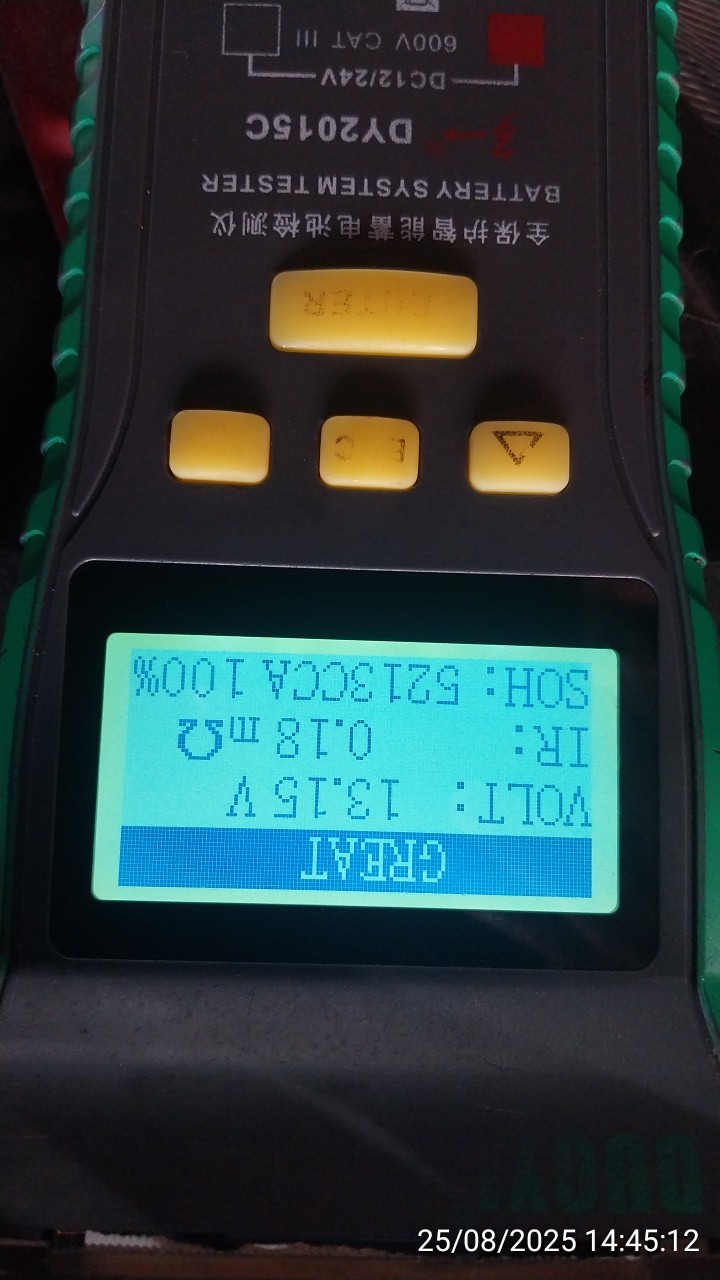 GREAT
VOLT: 13.15 V
IR: 0.18 mΩ
SOH: 5213CCA 100%
ENTER
全保护智能蓄电池检测仪
BATTERY SYSTEM TESTER
DY2015C
DC12/24V
600V CAT III
25/08/2025 14:45:12